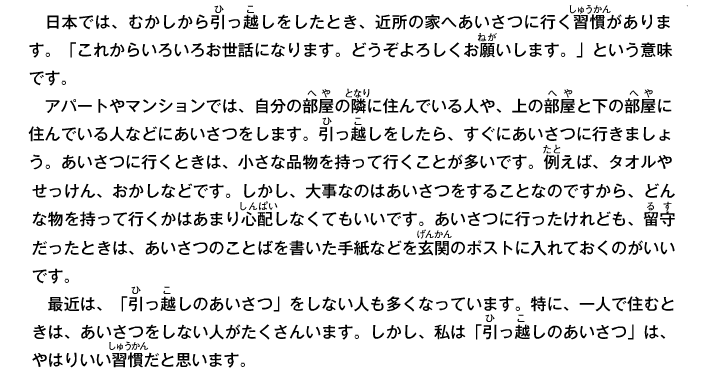 日本では、むかしから引っ越しをしたとき、近所の家へあいさつに行く習慣がありま
す。「これからいろいろお世話になります。どうぞよろしくお願いします。」という意味
です。
アパートやマンションでは、自分の部屋の隣に住んでいる人や、上の部屋と下の部屋に
住んでいる人などにあいさつをします。引っ越しをしたら、すぐにあいさつに行きましょ
う。あいさつに行くときは、小さな品物を持って行くことが多いです。例えば、タオルや
せっけん、おかしなどです。しかし、大事なのはあいさつをすることなのですから、どん
な物を持って行くかはあまり心配しなくてもいいです。あいさつに行ったけれども、留守
だったときは、あいさつのことばを書いた手紙などを玄関のポストに入れておくのがいい
です。
最近は、「引っ越しのあいさつ」をしない人も多くなっています。特に、一人で住むと
きは、あいさつをしない人がたくさんいます。しかし、私は「引っ越しのあいさつ」は、
やはりいい習慣だと思います。